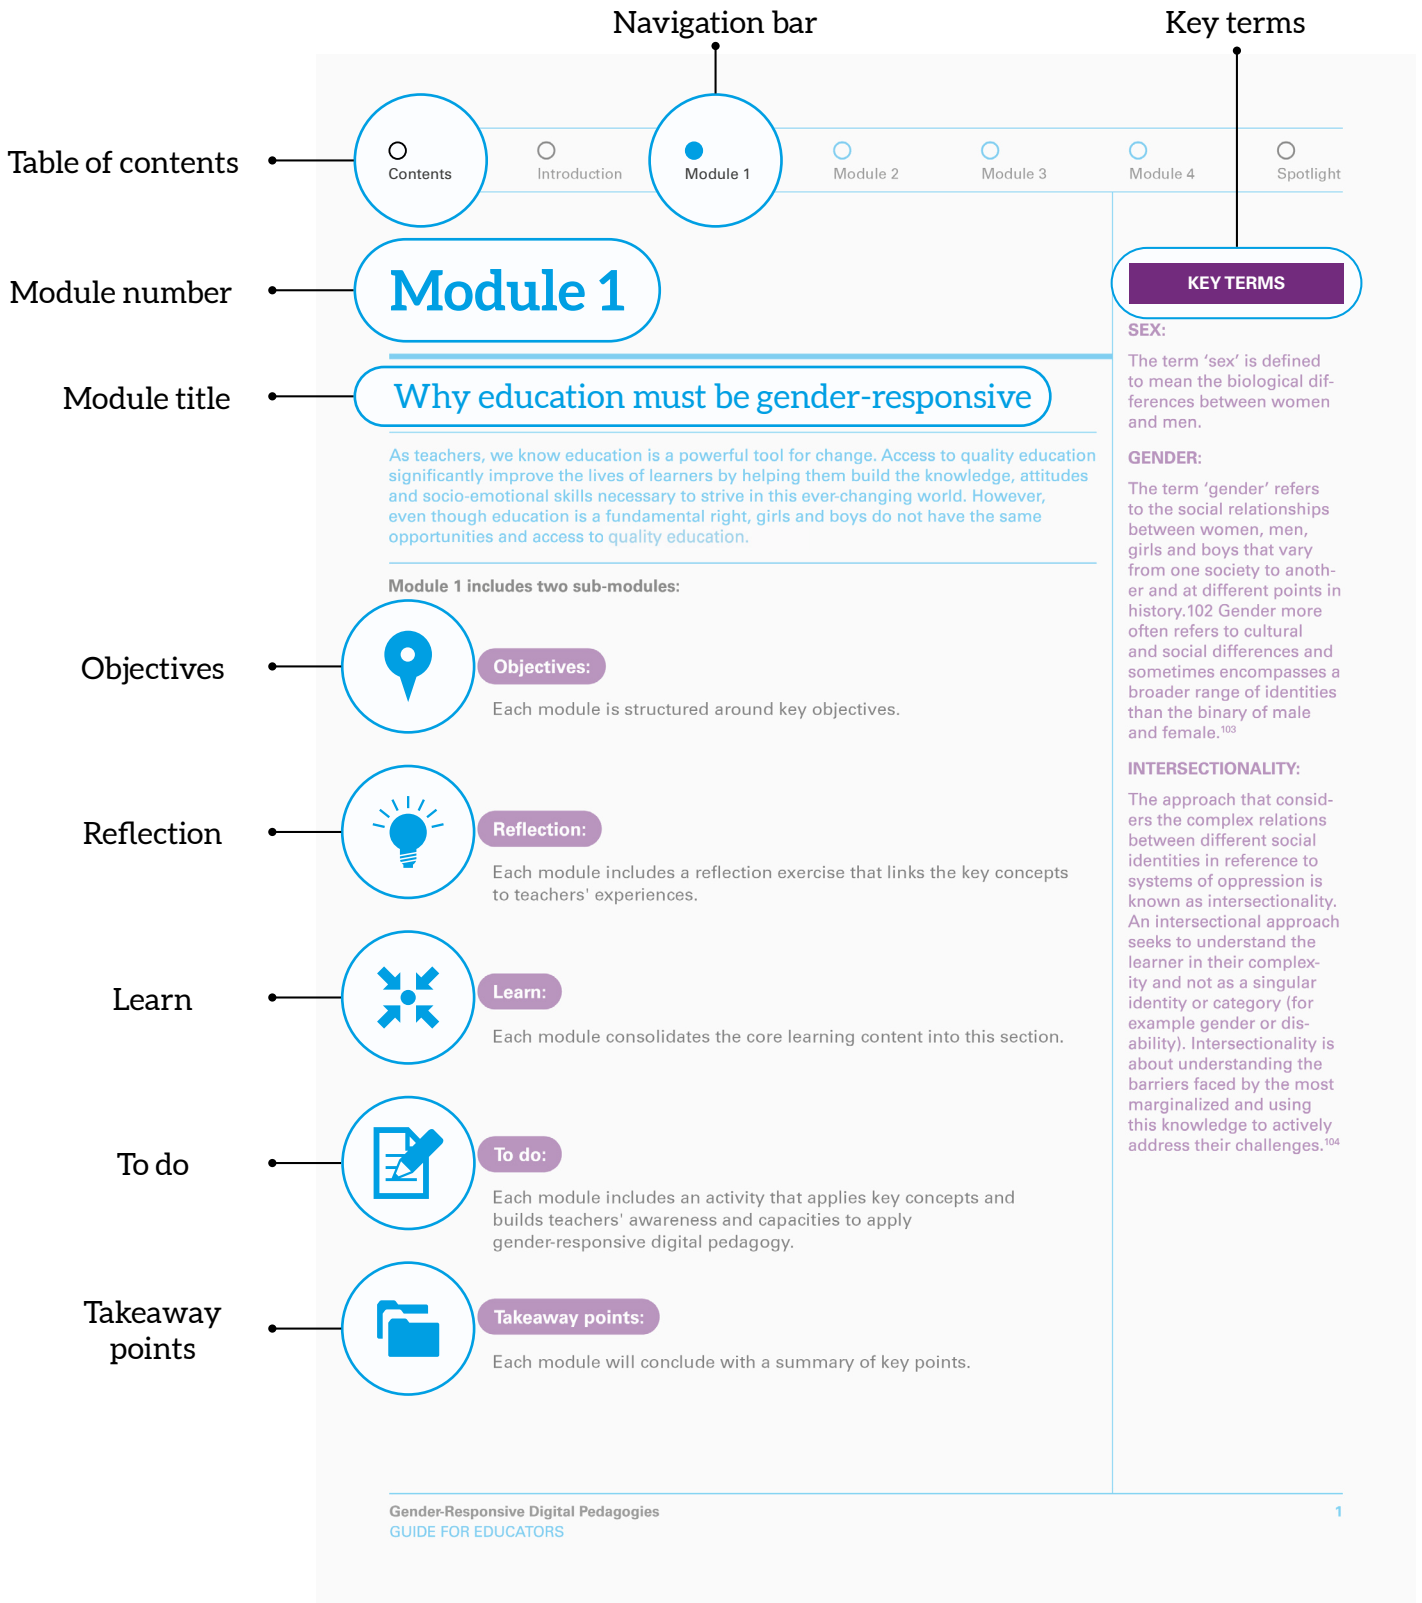 Navigation bar
Key terms
Table of contents
Contents
Introduction
Module 1
Module 2
Module 3
Module 4
Spotlight
Module number
Module 1
Module title
Why education must be gender-responsive
As teachers, we know education is a powerful tool for change. Access to quality education
significantly improve the lives of learners by helping them build the knowledge, attitudes
and socio-emotional skills necessary to strive in this ever-changing world. However,
even though education is a fundamental right, girls and boys do not have the same
opportunities and access to quality education.
Module 1 includes two sub-modules:
Objectives
Objectives:
Each module is structured around key objectives.
Reflection
Reflection:
Each module includes a reflection exercise that links the key concepts
to teachers' experiences.
Learn
Learn:
Each module consolidates the core learning content into this section.
To do
To do:
Each module includes an activity that applies key concepts and
builds teachers' awareness and capacities to apply
gender-responsive digital pedagogy.
Takeaway
points
Takeaway points:
Each module will conclude with a summary of key points.
KEY TERMS
SEX:
The term ‘sex’ is defined
to mean the biological dif-
ferences between women
and men.
GENDER:
The term ‘gender’ refers
to the social relationships
between women, men,
girls and boys that vary
from one society to anoth-
er and at different points in
history.102 Gender more
often refers to cultural
and social differences and
sometimes encompasses a
broader range of identities
than the binary of male
and female.103
INTERSECTIONALITY:
The approach that consid-
ers the complex relations
between different social
identities in reference to
systems of oppression is
known as intersectionality.
An intersectional approach
seeks to understand the
learner in their complex-
ity and not as a singular
identity or category (for
example gender or dis-
ability). Intersectionality is
about understanding the
barriers faced by the most
marginalized and using
this knowledge to actively
address their challenges.104
Gender-Responsive Digital Pedagogies
GUIDE FOR EDUCATORS
1